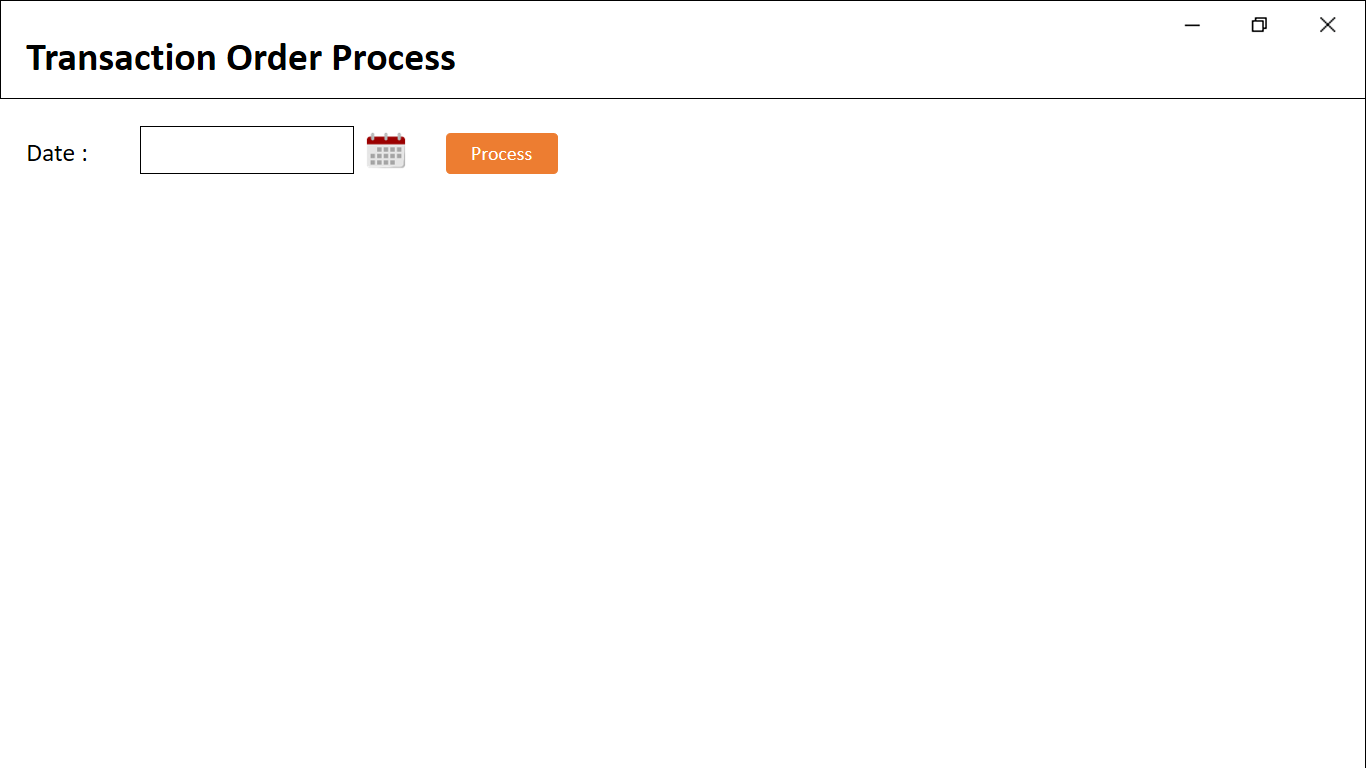 Transaction Order Process
Date :
Process